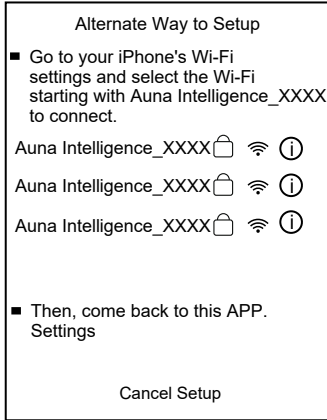 Alternate Way to Setup
Go to your iPhone's Wi-Fi
settings and select the Wi-Fi
starting with Auna Intelligence_XXXX
to connect.
Auna Intelligence_XXXX
Auna Intelligence_XXXX
Auna Intelligence_XXXX
Then, come back to this APP.
Settings
Cancel Setup